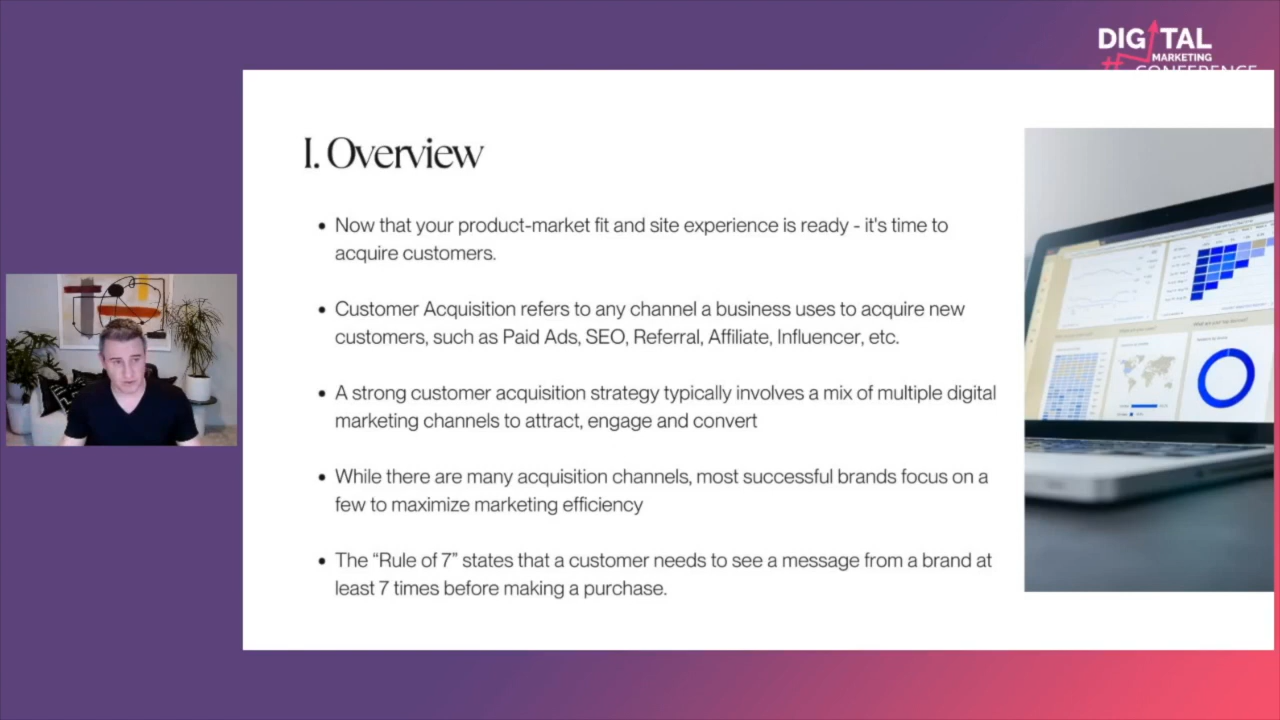 DIGITAL
MARKETING
CONFERENCE
I. Overview
• Now that your product-market fit and site experience is ready - it's time to
acquire customers.
• Customer Acquisition refers to any channel a business uses to acquire new
customers, such as Paid Ads, SEO, Referral, Affiliate, Influencer, etc.
• A strong customer acquisition strategy typically involves a mix of multiple digital
marketing channels to attract, engage and convert
• While there are many acquisition channels, most successful brands focus on a
few to maximize marketing efficiency
• The “Rule of 7” states that a customer needs to see a message from a brand at
least 7 times before making a purchase.